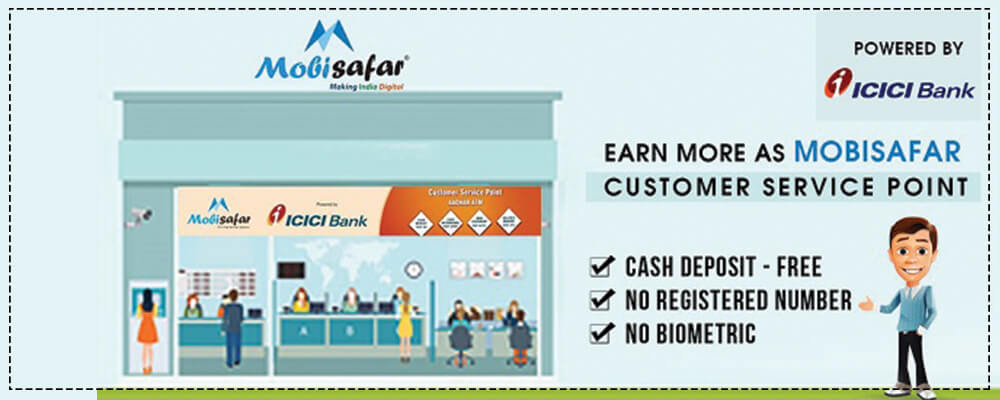 Mobisafar®
Making India Digital
POWERED BY
ICICI Bank
EARN MORE AS MOBISAFAR
CUSTOMER SERVICE POINT
Mobisafar
Powered by
ICICI Bank
Customer Service Point
AADHAR ATM
A
B
CASH DEPOSIT - FREE
NO REGISTERED NUMBER
NO BIOMETRIC